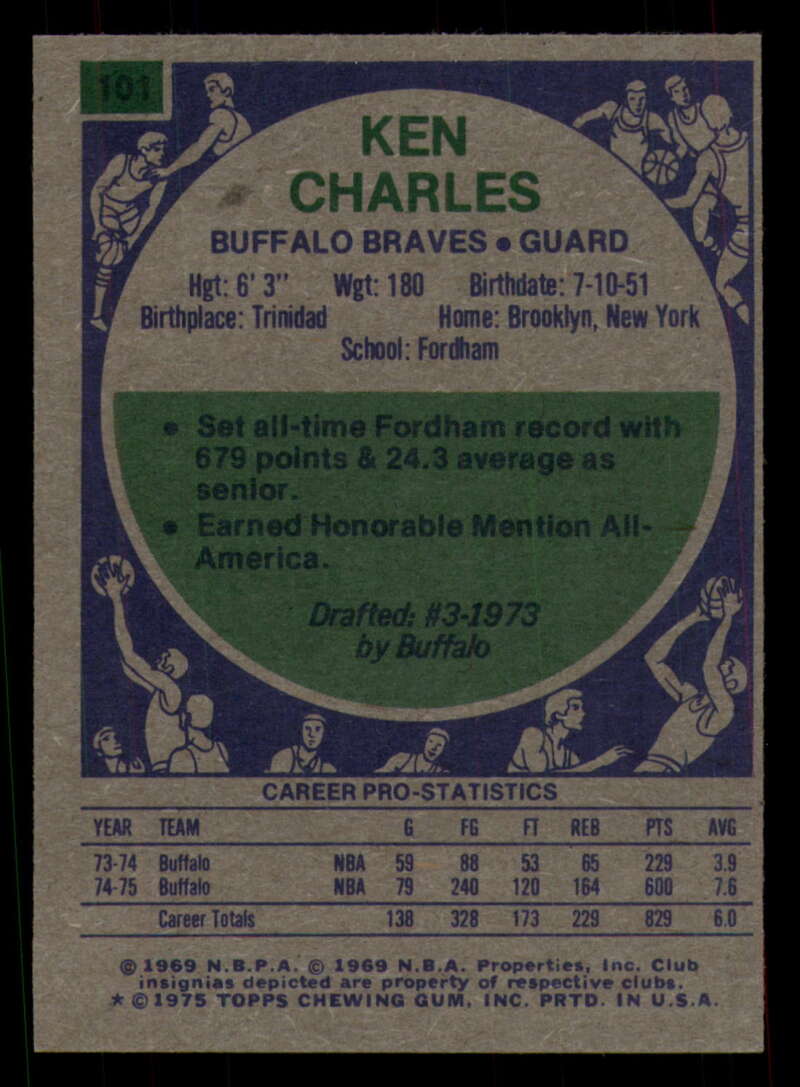 101
KEN
CHARLES
BUFFALO BRAVES • GUARD
Hgt: 6' 3" Wgt: 180 Birthdate: 7-10-51
Birthplace: Trinidad Home: Brooklyn, New York
School: Fordham
• Set all-time Fordham record with
679 points & 24.3 average as
senior.
• Earned Honorable Mention All-
America.
Drafted: #3-1973
by Buffalo
CAREER PRO-STATISTICS
YEAR TEAM G FG FT REB PTS AVG
73-74 Buffalo NBA 59 88 53 65 229 3.9
74-75 Buffalo NBA 79 240 120 164 600 7.6
Career Totals 138 328 173 229 829 6.0
© 1969 N.B.P.A. © 1969 N.B.A. Properties, Inc. Club
insignias depicted are property of respective clubs.
★ © 1975 TOPPS CHEWING GUM, INC. PRTD. IN U.S.A.